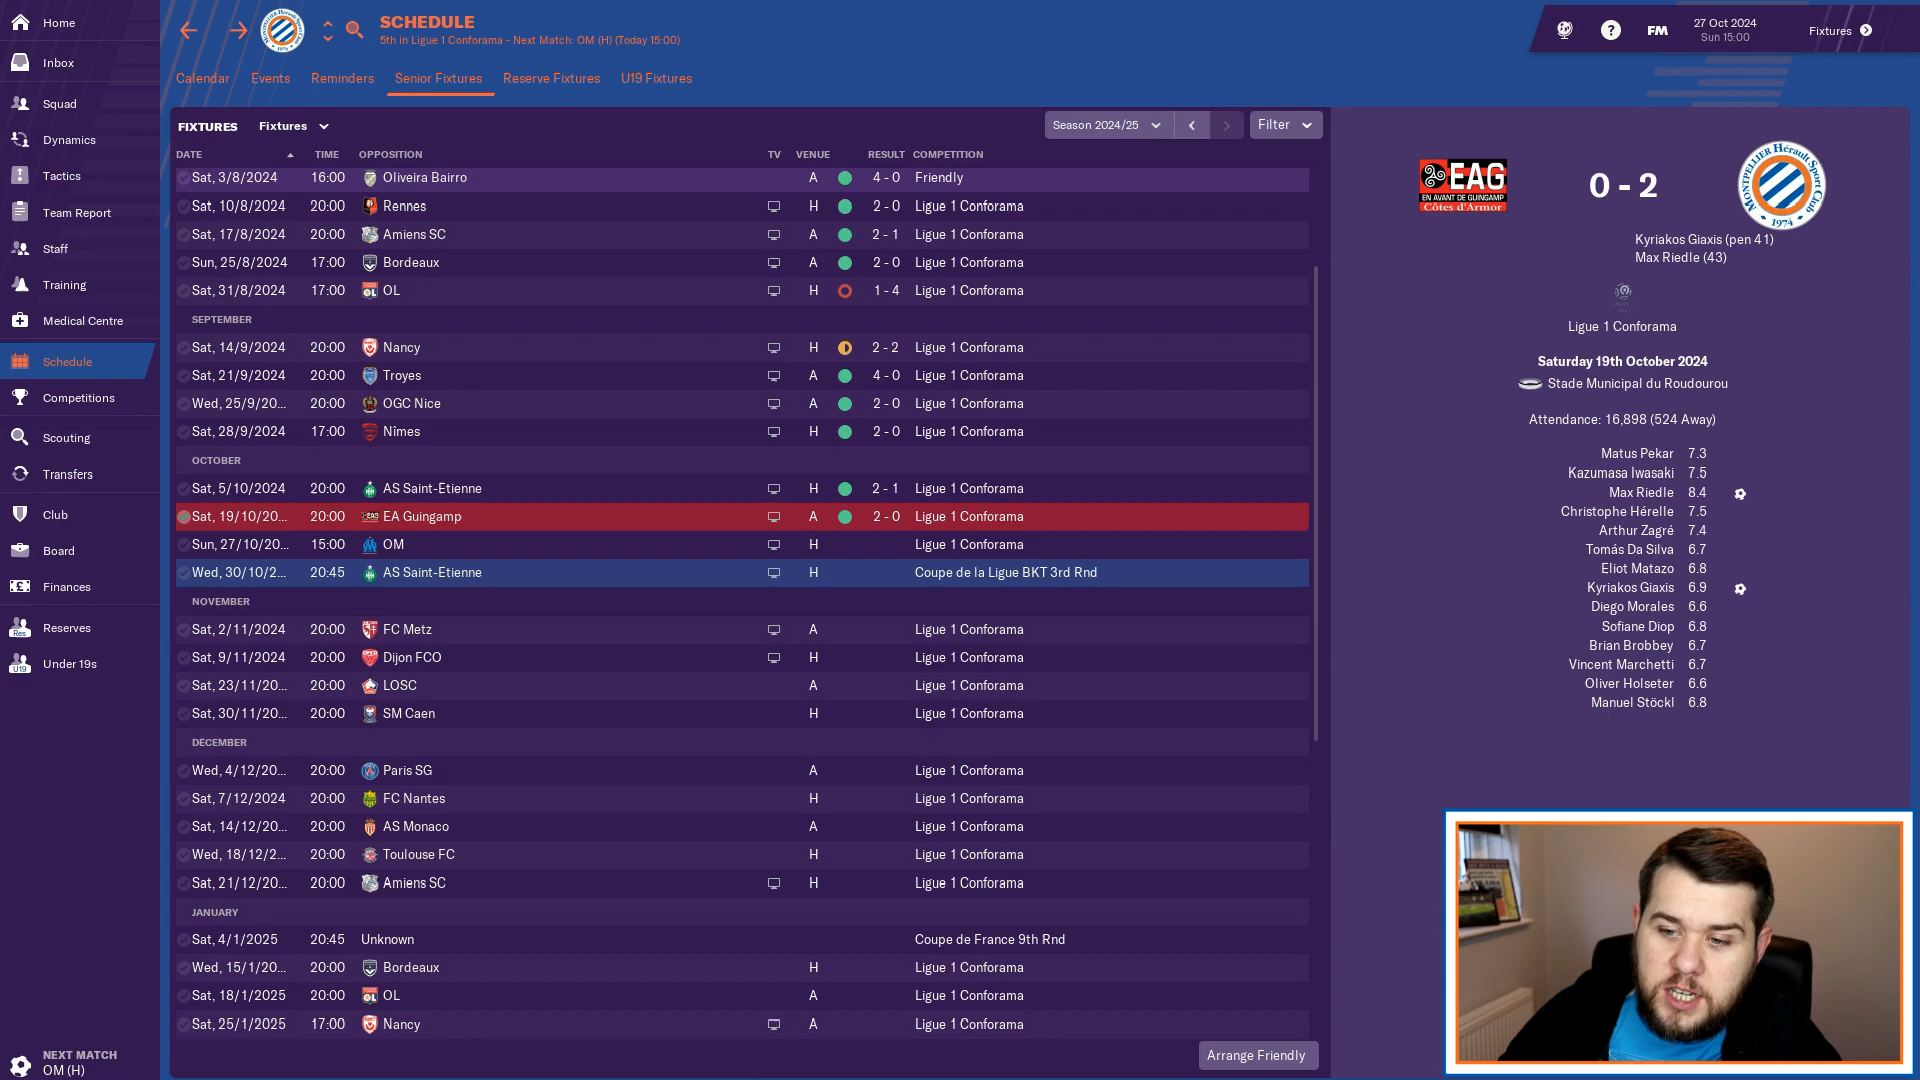 Home
Inbox
Squad
Dynamics
Tactics
Team Report
Staff
Training
Medical Centre
Schedule
Competitions
Scouting
Transfers
Club
Board
Finances
Res
Reserves
U19
Under 19s
NEXT MATCH
OM (H)
SCHEDULE
5th in Ligue 1 Conforama - Next Match: OM (H) (Today 15:00)
? FM
27 Oct 2024
Sun 15:00
Fixtures
Calendar Events Reminders Senior Fixtures Reserve Fixtures U19 Fixtures
FIXTURES Fixtures Season 2024/25 Filter
DATE TIME OPPOSITION TV VENUE RESULT COMPETITION
Sat, 3/8/2024 16:00 Oliveira Bairro A 4 - 0 Friendly
Sat, 10/8/2024 20:00 Rennes H 2 - 0 Ligue 1 Conforama
Sat, 17/8/2024 20:00 Amiens SC A 2 - 1 Ligue 1 Conforama
Sun, 25/8/2024 17:00 Bordeaux A 2 - 0 Ligue 1 Conforama
Sat, 31/8/2024 17:00 OL H 1 - 4 Ligue 1 Conforama
SEPTEMBER
Sat, 14/9/2024 20:00 Nancy H 2 - 2 Ligue 1 Conforama
Sat, 21/9/2024 20:00 Troyes A 4 - 0 Ligue 1 Conforama
Wed, 25/9/20... 20:00 OGC Nice A 2 - 0 Ligue 1 Conforama
Sat, 28/9/2024 17:00 Nîmes H 2 - 0 Ligue 1 Conforama
OCTOBER
Sat, 5/10/2024 20:00 AS Saint-Etienne H 2 - 1 Ligue 1 Conforama
Sat, 19/10/20... 20:00 EA Guingamp A 2 - 0 Ligue 1 Conforama
Sun, 27/10/20... 15:00 OM H Ligue 1 Conforama
Wed, 30/10/2... 20:45 AS Saint-Etienne H Coupe de la Ligue BKT 3rd Rnd
NOVEMBER
Sat, 2/11/2024 20:00 FC Metz A Ligue 1 Conforama
Sat, 9/11/2024 20:00 Dijon FCO H Ligue 1 Conforama
Sat, 23/11/20... 20:00 LOSC A Ligue 1 Conforama
Sat, 30/11/20... 20:00 SM Caen H Ligue 1 Conforama
DECEMBER
Wed, 4/12/20... 20:00 Paris SG A Ligue 1 Conforama
Sat, 7/12/2024 20:00 FC Nantes H Ligue 1 Conforama
Sat, 14/12/20... 20:00 AS Monaco A Ligue 1 Conforama
Wed, 18/12/2... 20:00 Toulouse FC H Ligue 1 Conforama
Sat, 21/12/20... 20:00 Amiens SC H Ligue 1 Conforama
JANUARY
Sat, 4/1/2025 20:45 Unknown Coupe de France 9th Rnd
Wed, 15/1/20... 20:00 Bordeaux H Ligue 1 Conforama
Sat, 18/1/2025 20:00 OL A Ligue 1 Conforama
Sat, 25/1/2025 17:00 Nancy A Ligue 1 Conforama
Arrange Friendly
EAG
EN AVANT DE GUINGAMP
Côtes d'Armor
0 - 2
MONTPELLIER Hérault Sport Club
1974
Kyriakos Giaxis (pen 41)
Max Riedle (43)
Ligue 1 Conforama
Saturday 19th October 2024
Stade Municipal du Roudourou
Attendance: 16,898 (524 Away)
Matus Pekar 7.3
Kazumasa Iwasaki 7.5
Max Riedle 8.4
Christophe Hérelle 7.5
Arthur Zagré 7.4
Tomás Da Silva 6.7
Eliot Matazo 6.8
Kyriakos Giaxis 6.9
Diego Morales 6.6
Sofiane Diop 6.8
Brian Brobbey 6.7
Vincent Marchetti 6.7
Oliver Holseter 6.6
Manuel Stöckl 6.8